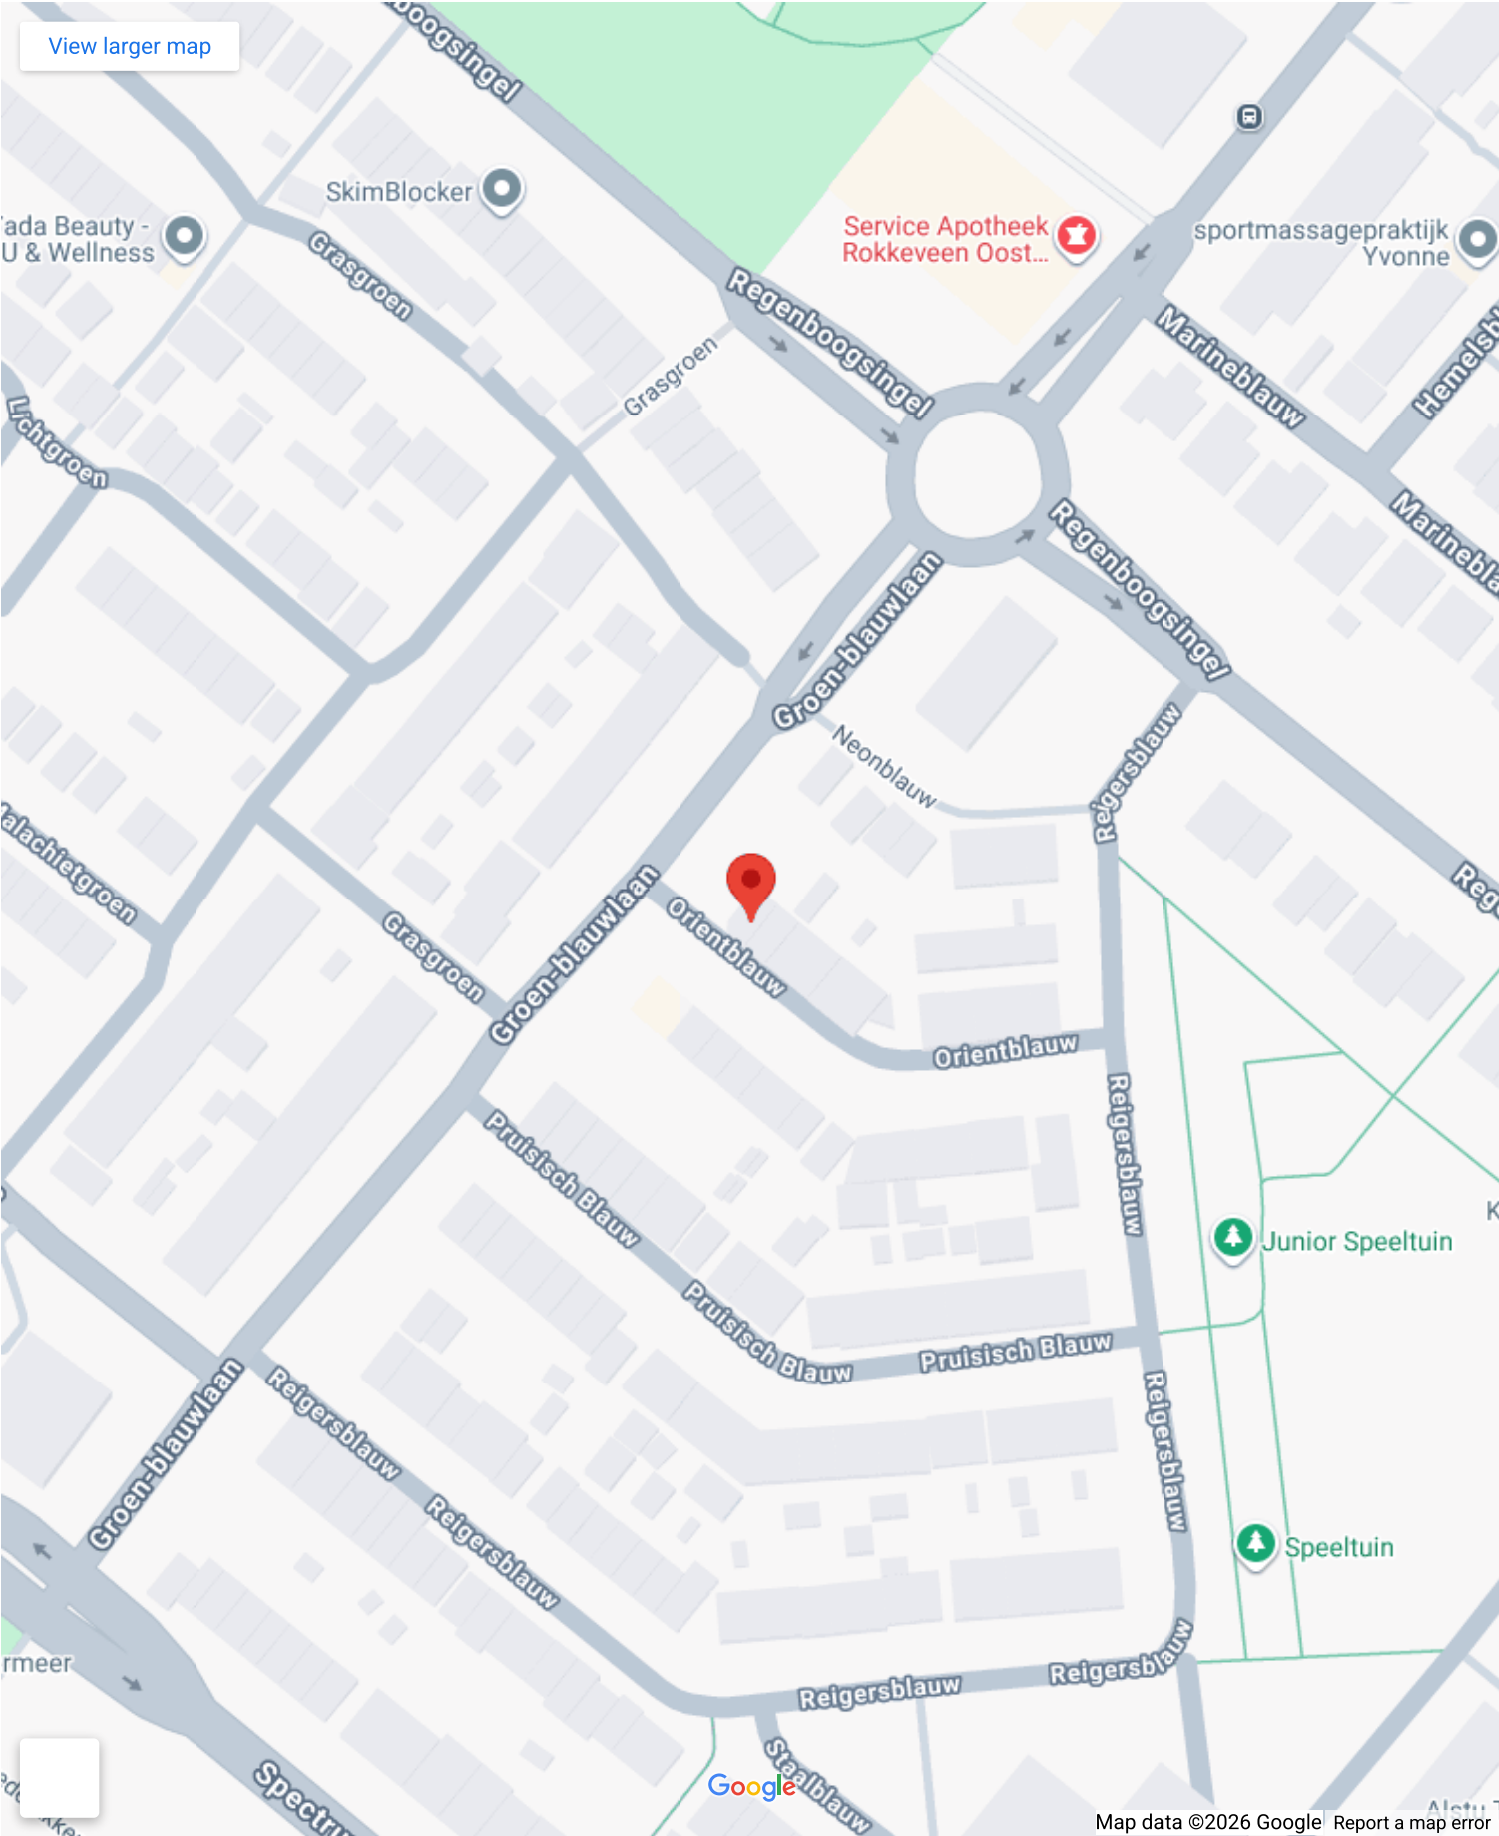 View larger map
oogsingel
SkimBlocker
ada Beauty -
U & Wellness
Service Apotheek
Rokkeveen Oost...
sportmassagepraktijk
Yvonne
Grasgroen
Regenboogsingel
Marineblauw
Grasgroen
Lichtgroen
Regenboogsingel
Groen-blauwlaan
Neonblauw
Reigersblauw
Malachietgroen
Grasgroen
Groen-blauwlaan
Orientblauw
Orientblauw
Reigersblauw
Pruisisch Blauw
Junior Speeltuin
Pruisisch Blauw
Pruisisch Blauw
Groen-blauwlaan
Reigersblauw
Reigersblauw
Reigersblauw
Speeltuin
rmeer
Reigersblauw
Reigersblauw
Staalblauw
Google
Map data ©2026 Google
Report a map error